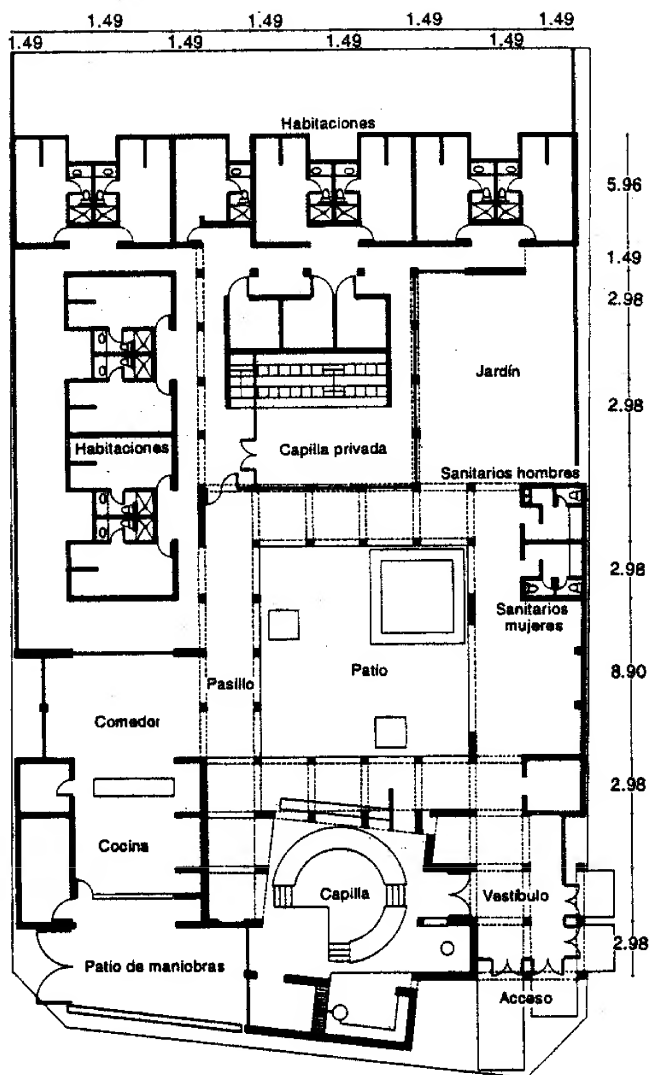 1.49 1.49 1.49 1.49
1.49 1.49 1.49 1.49
Habitaciones
5.96
1.49
2.98
Jardín
2.98
Habitaciones
Capilla privada
Sanitarios hombres
2.98
Sanitarios
mujeres
Pasillo
Patio
8.90
Comedor
2.98
Cocina
Capilla
Vestíbulo
2.98
Patio de maniobras
Acceso